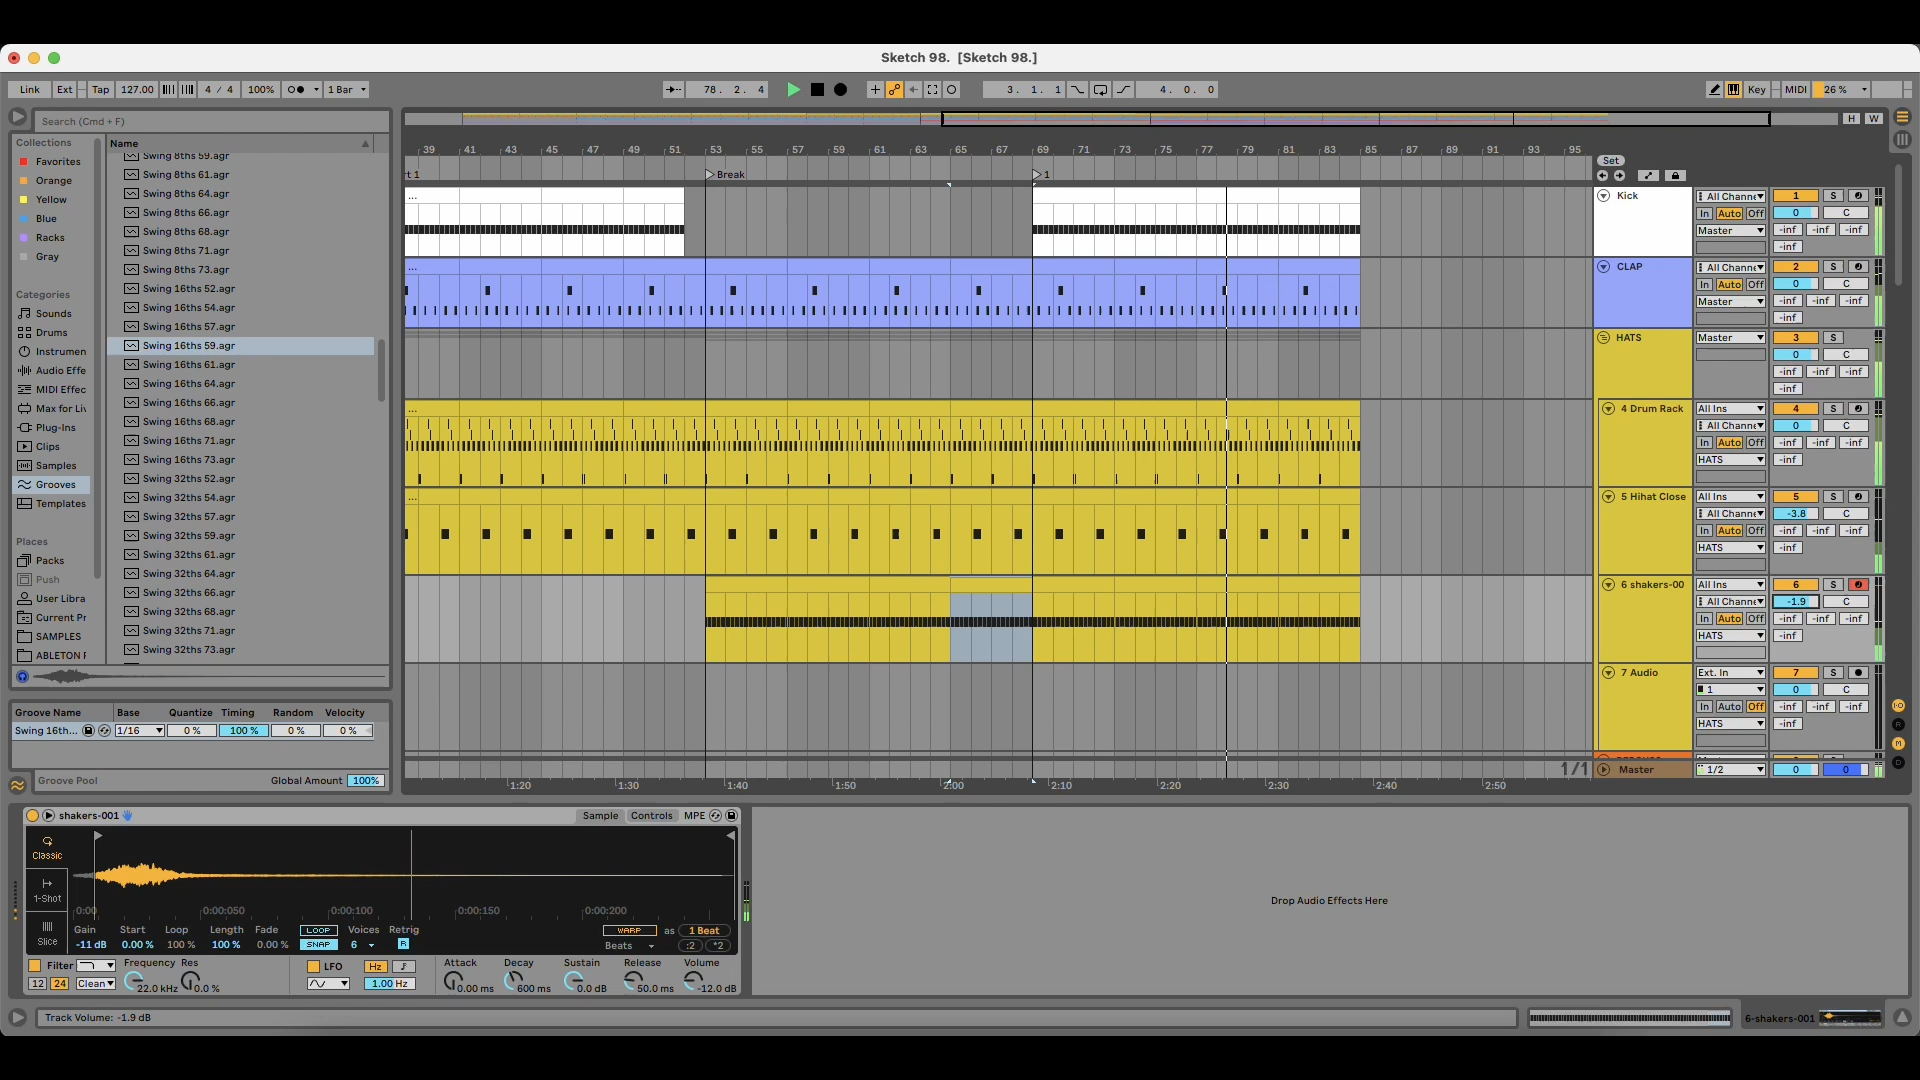 Sketch 98.  [Sketch 98.]
Link Ext Tap 127.00 4 / 4 100% 1 Bar 78. 2. 4 3. 1. 1 4. 0. 0 Key MIDI 26 %
Search (Cmd + F)
H W
Collections
Favorites
Orange
Yellow
Blue
Racks
Gray
Categories
Sounds
Drums
Instrumen
Audio Effe
MIDI Effec
Max for Liv
Plug-Ins
Clips
Samples
Grooves
Templates
Places
Packs
Push
User Libra
Current Pr
SAMPLES
ABLETON F
Name
Swing 8ths 59.agr
Swing 8ths 61.agr
Swing 8ths 64.agr
Swing 8ths 66.agr
Swing 8ths 68.agr
Swing 8ths 71.agr
Swing 8ths 73.agr
Swing 16ths 52.agr
Swing 16ths 54.agr
Swing 16ths 57.agr
Swing 16ths 59.agr
Swing 16ths 61.agr
Swing 16ths 64.agr
Swing 16ths 66.agr
Swing 16ths 68.agr
Swing 16ths 71.agr
Swing 16ths 73.agr
Swing 32ths 52.agr
Swing 32ths 54.agr
Swing 32ths 57.agr
Swing 32ths 59.agr
Swing 32ths 61.agr
Swing 32ths 64.agr
Swing 32ths 66.agr
Swing 32ths 68.agr
Swing 32ths 71.agr
Swing 32ths 73.agr
Groove Name Base Quantize Timing Random Velocity
Swing 16th... 1/16 0 % 100 % 0 % 0 %
Groove Pool Global Amount 100%
39 41 43 45 47 49 51 53 55 57 59 61 63 65 67 69 71 73 75 77 79 81 83 85 87 89 91 93 95
Set
rt 1 Break 1
...
...
...
...
Kick All Channe 1 S
In Auto Off 0 C
Master -inf -inf -inf
-inf
CLAP All Channe 2 S
In Auto Off 0 C
Master -inf -inf -inf
-inf
HATS Master 3 S
0 C
-inf -inf -inf
-inf
4 Drum Rack All Ins 4 S
All Channe 0 C
In Auto Off -inf -inf -inf
HATS -inf
5 Hihat Close All Ins 5 S
All Channe -3.8 C
In Auto Off -inf -inf -inf
HATS -inf
6 shakers-00 All Ins 6 S
All Channe -1.9 C
In Auto Off -inf -inf -inf
HATS -inf
7 Audio Ext. In 7 S
1 0 C
In Auto Off -inf -inf -inf
HATS -inf
1/1 Master 1/2 0 0
1:20 1:30 1:40 1:50 2:00 2:10 2:20 2:30 2:40 2:50
shakers-001 Sample Controls MPE
Classic
1-Shot
Slice
0:00 0:00:050 0:00:100 0:00:150 0:00:200
Gain Start Loop Length Fade LOOP Voices Retrig WARP as 1 Beat
-11 dB 0.00 % 100 % 100 % 0.00 % SNAP 6 R Beats :2 *2
Filter Frequency Res LFO Hz Attack Decay Sustain Release Volume
12 24 Clean 22.0 kHz 0.0 % 1.00 Hz 0.00 ms 600 ms 0.0 dB 50.0 ms -12.0 dB
Drop Audio Effects Here
Track Volume: -1.9 dB
6-shakers-001